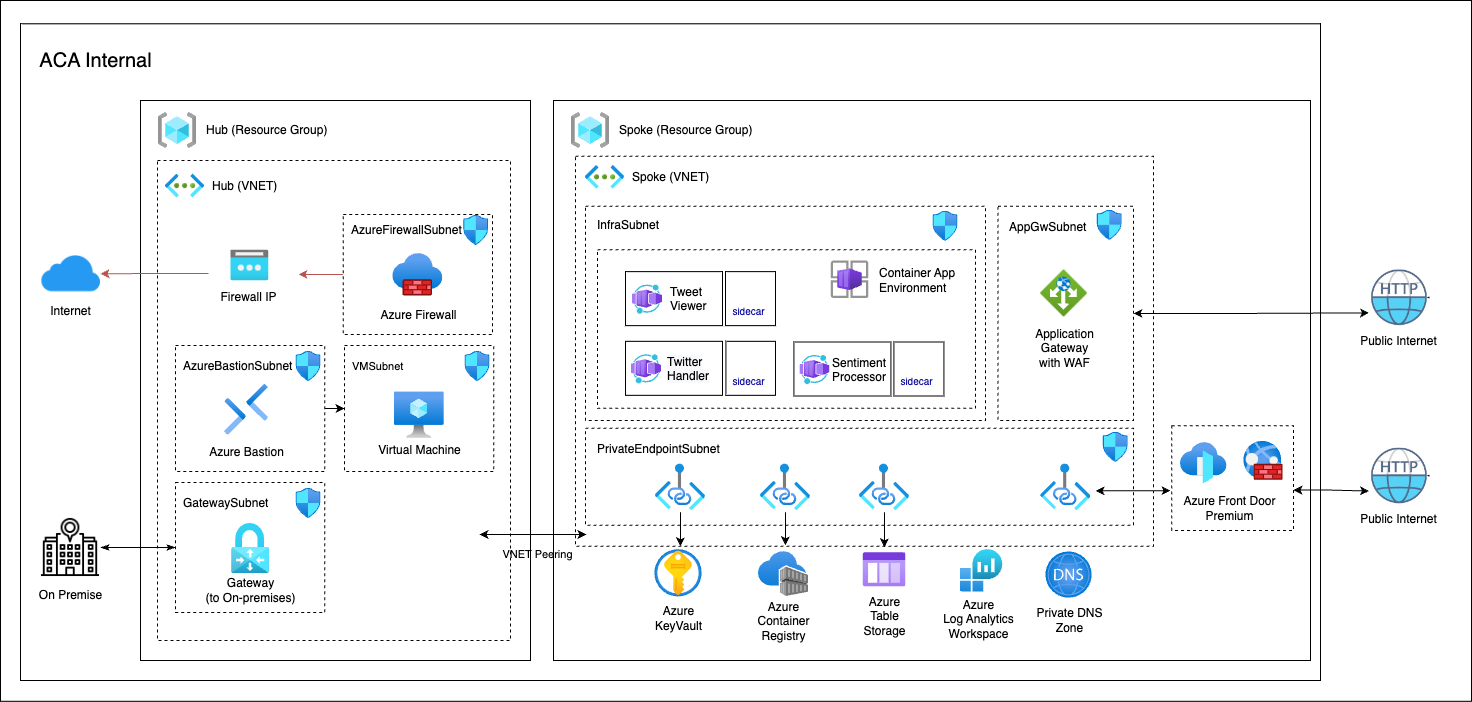 ACA Internal
Hub (Resource Group)
Hub (VNET)
AzureFirewallSubnet
Azure Firewall
Firewall IP
Internet
AzureBastionSubnet
Azure Bastion
VMSubnet
Virtual Machine
GatewaySubnet
Gateway
(to On-premises)
On Premise
VNET Peering
Spoke (Resource Group)
Spoke (VNET)
InfraSubnet
Container App
Environment
Tweet
Viewer
sidecar
Twitter
Handler
sidecar
Sentiment
Processor
sidecar
AppGwSubnet
Application
Gateway
with WAF
HTTP
Public Internet
PrivateEndpointSubnet
Azure Front Door
Premium
HTTP
Public Internet
Azure
KeyVault
Azure
Container
Registry
Azure
Table
Storage
Azure
Log Analytics
Workspace
DNS
Private DNS
Zone